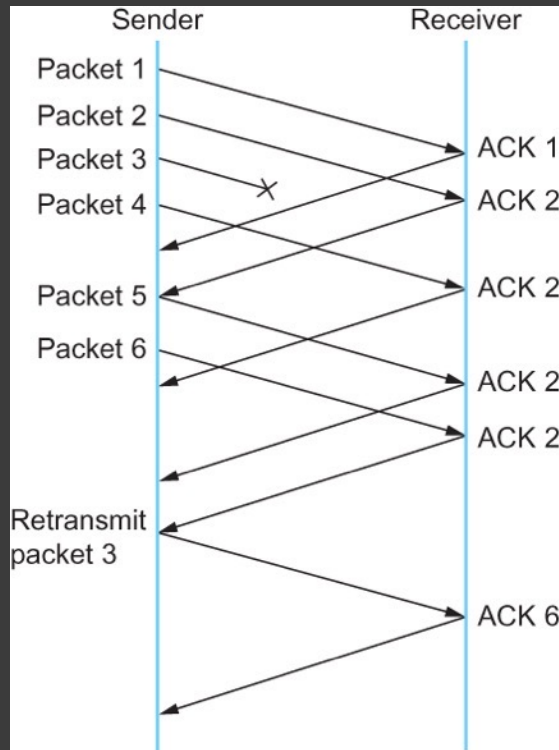 Sender
Receiver
Packet 1
Packet 2
Packet 3
Packet 4
Packet 5
Packet 6
Retransmit
packet 3
ACK 1
ACK 2
ACK 2
ACK 2
ACK 2
ACK 6